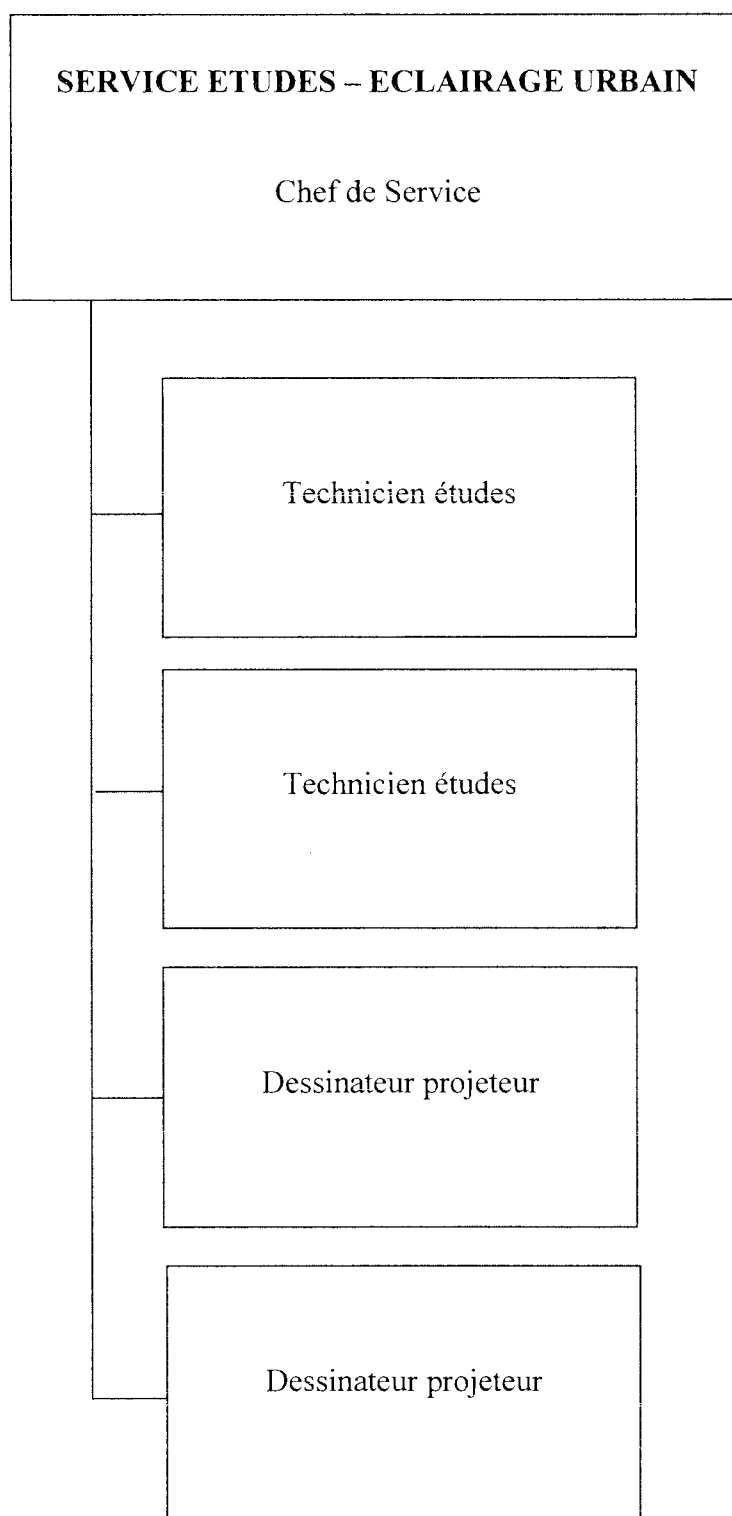 SERVICE ETUDES – ECLAIRAGE URBAIN
Chef de Service
Technicien études
Technicien études
Dessinateur projeteur
Dessinateur projeteur